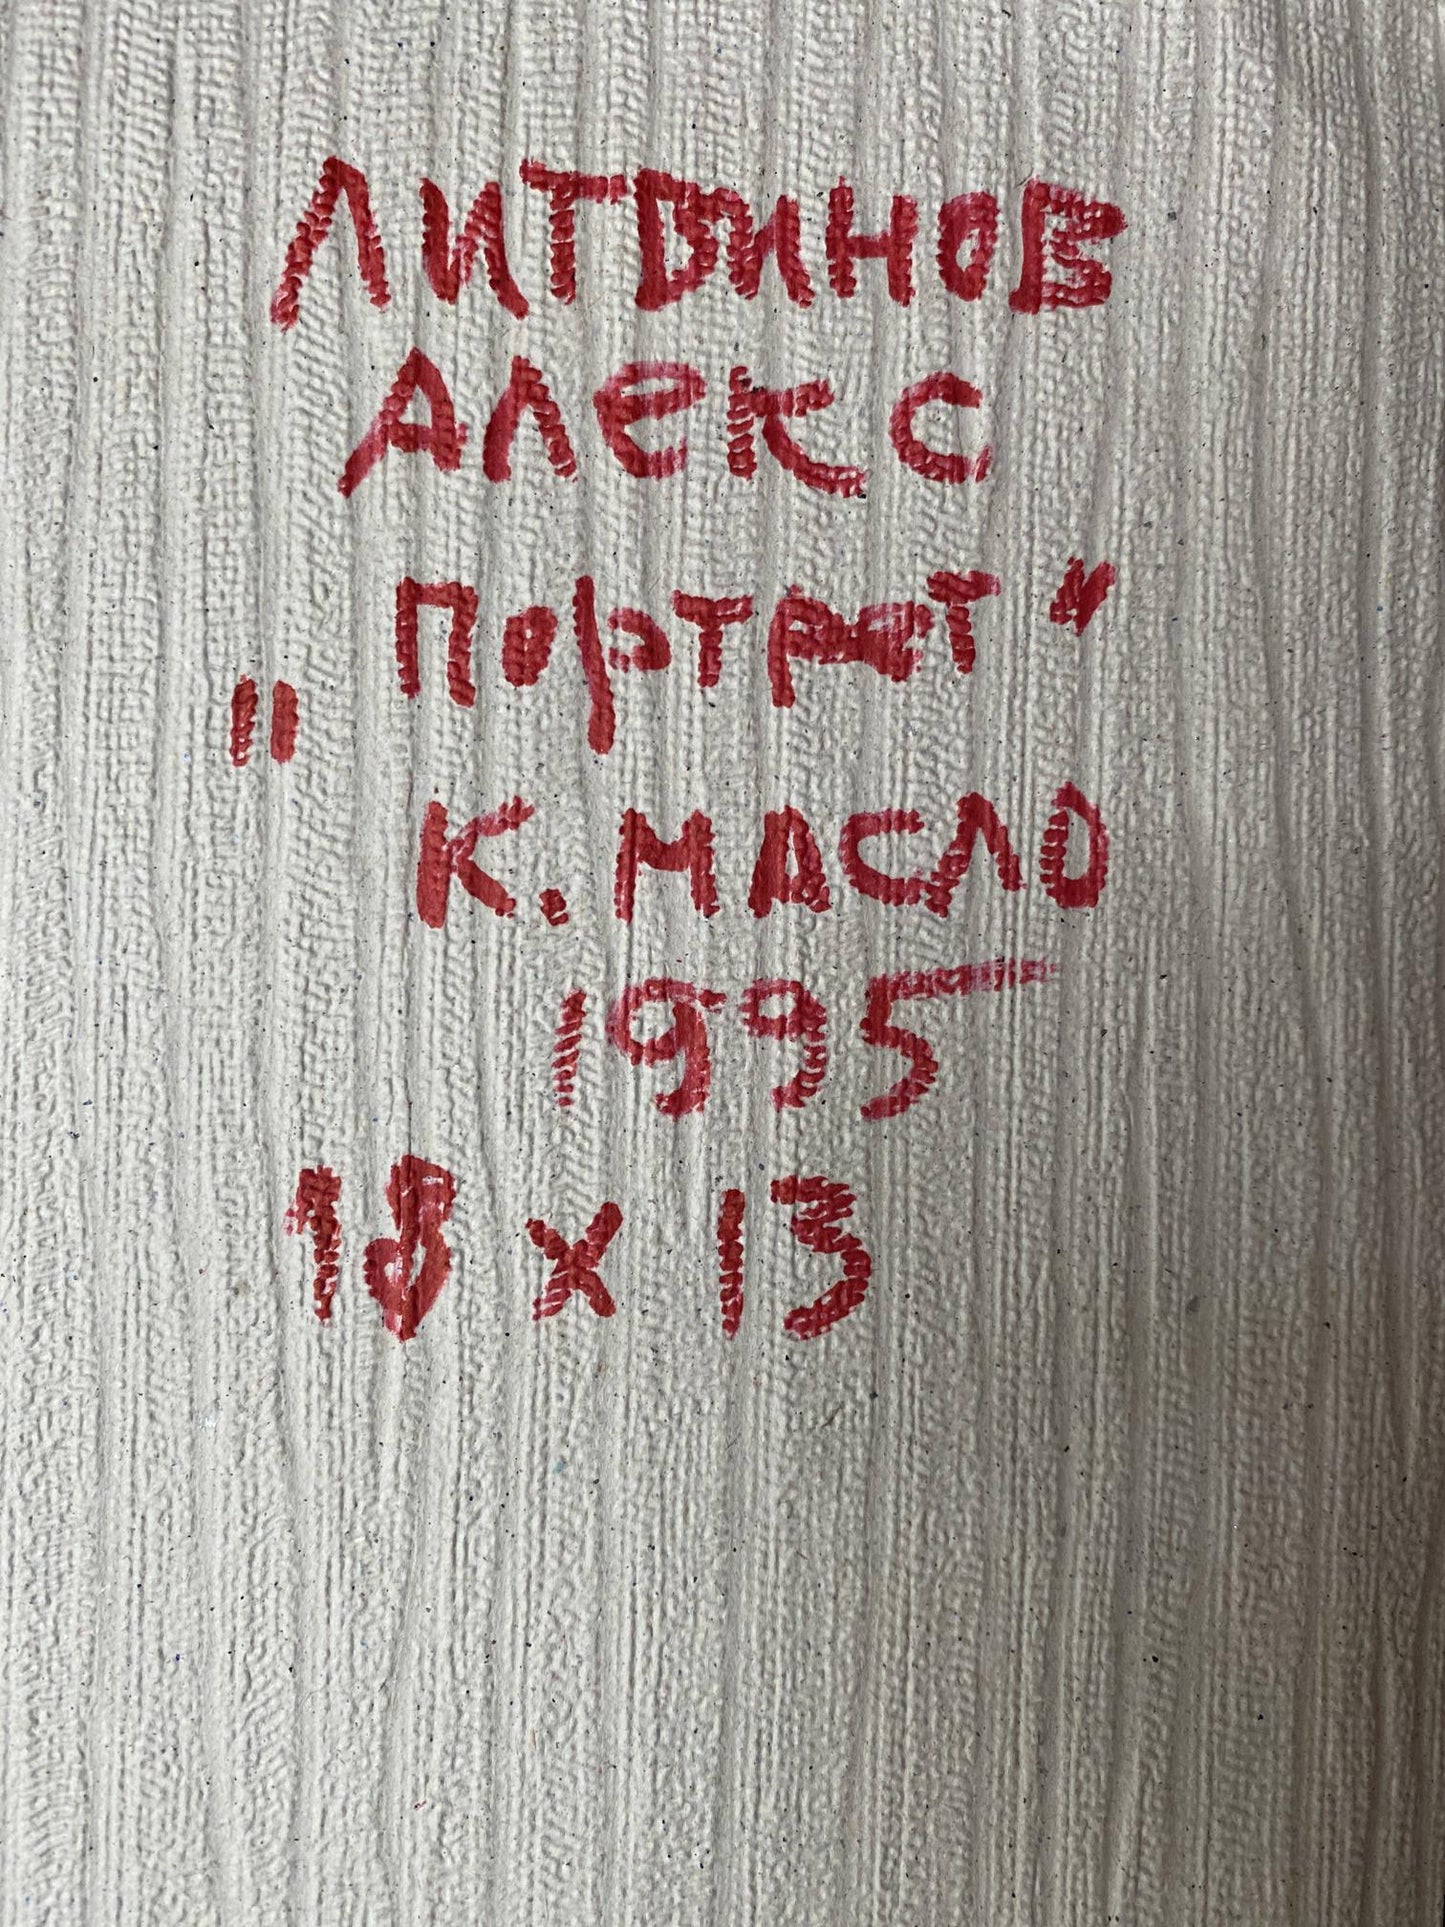 ЛИТВИНОВ
АЛЕКС
„Портрет“
К. МАСЛО
1995
18 x 13